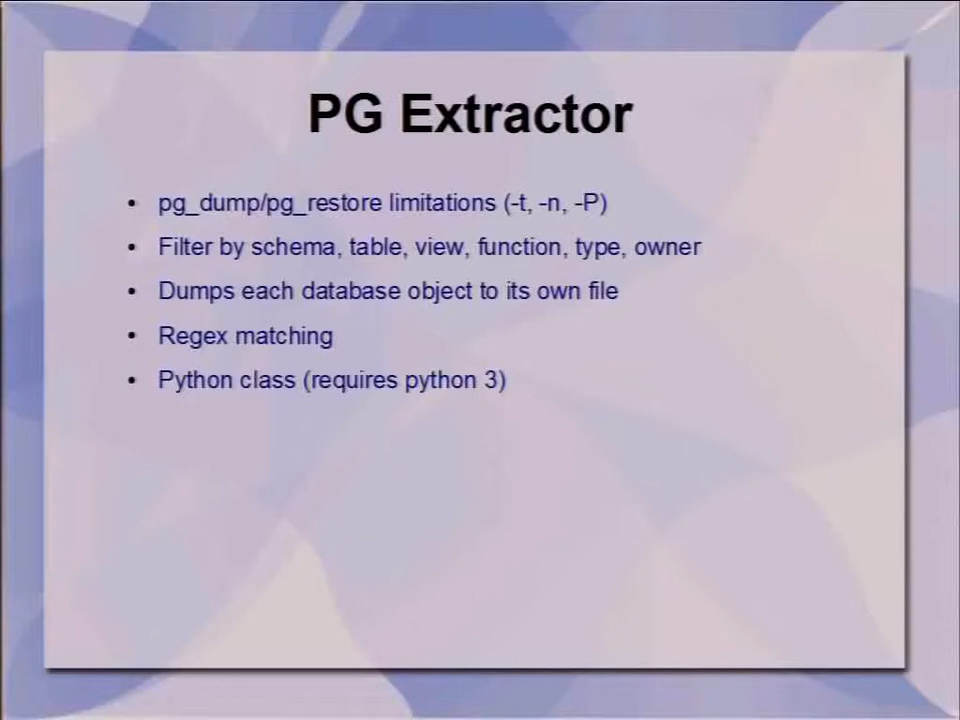 PG Extractor
• pg_dump/pg_restore limitations (-t, -n, -P)
• Filter by schema, table, view, function, type, owner
• Dumps each database object to its own file
• Regex matching
• Python class (requires python 3)